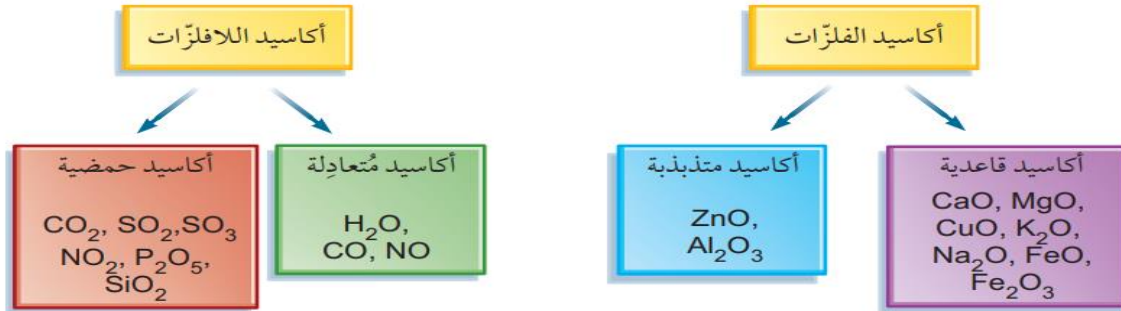 أكاسيد الفلزّات
أكاسيد اللافلزّات
أكاسيد قاعدية
CaO, MgO,
CuO, K₂O,
Na₂O, FeO,
Fe₂O₃
أكاسيد متذبذبة
ZnO,
Al₂O₃
أكاسيد مُتعادِلة
H₂O,
CO, NO
أكاسيد حمضية
CO₂, SO₂,SO₃
NO₂, P₂O₅,
SiO₂